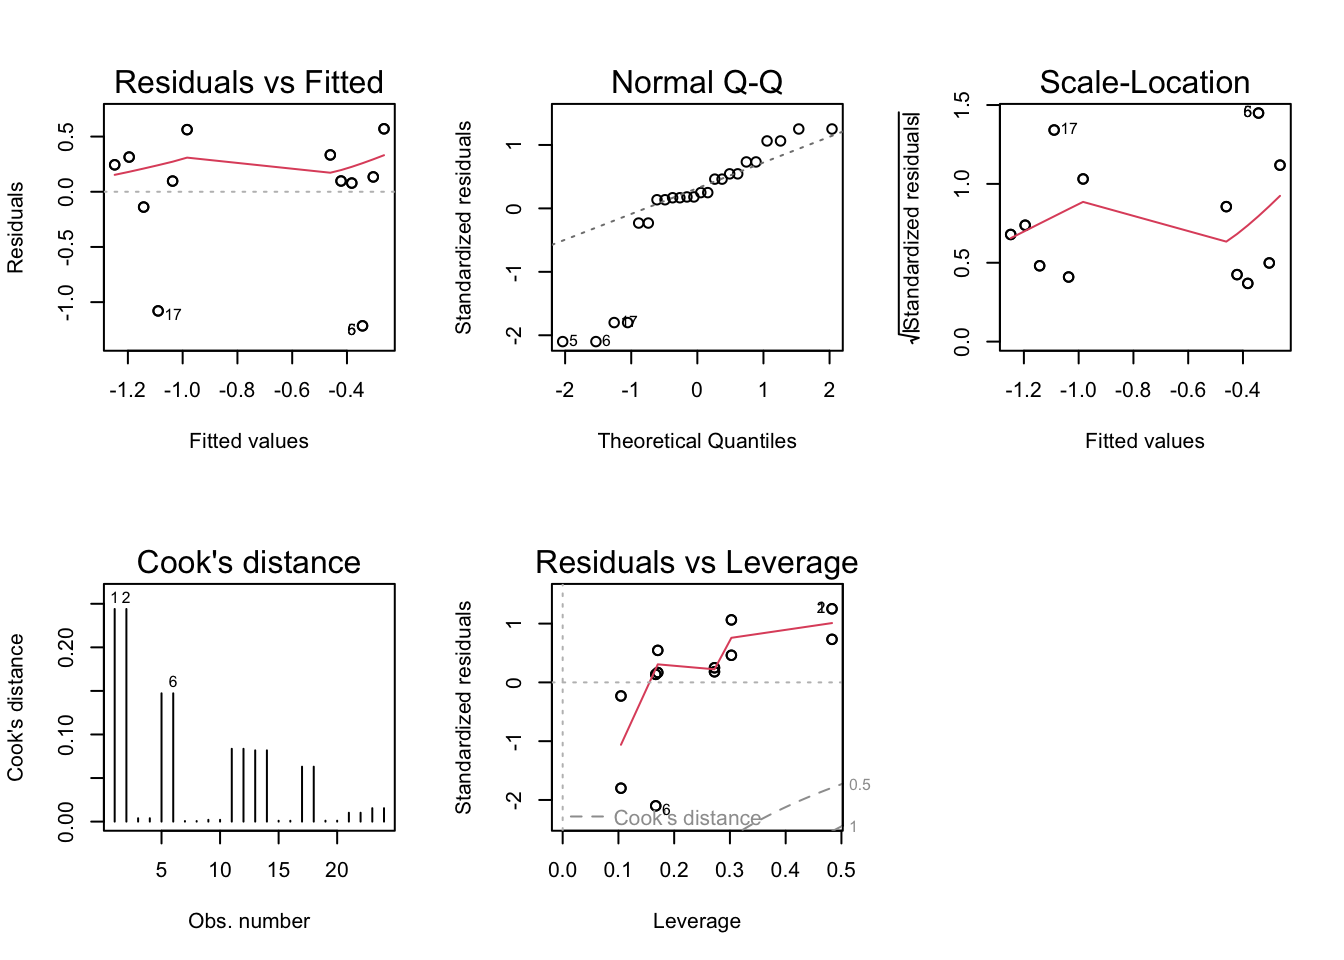 Residuals vs Fitted
Residuals
0.5
0.0
-0.5
-1.0
17
6
-1.2 -1.0 -0.8 -0.6 -0.4
Fitted values
Normal Q-Q
Standardized residuals
1
0
-1
-2
5
6
17
-2 -1 0 1 2
Theoretical Quantiles
Scale-Location
√|Standardized residuals|
1.5
1.0
0.5
0.0
17
6
-1.2 -1.0 -0.8 -0.6 -0.4
Fitted values
Cook's distance
Cook's distance
0.20
0.10
0.00
1 2
6
5 10 15 20
Obs. number
Residuals vs Leverage
Standardized residuals
1
0
-1
-2
6
Cook's distance
0.5
1
0.0 0.1 0.2 0.3 0.4 0.5
Leverage